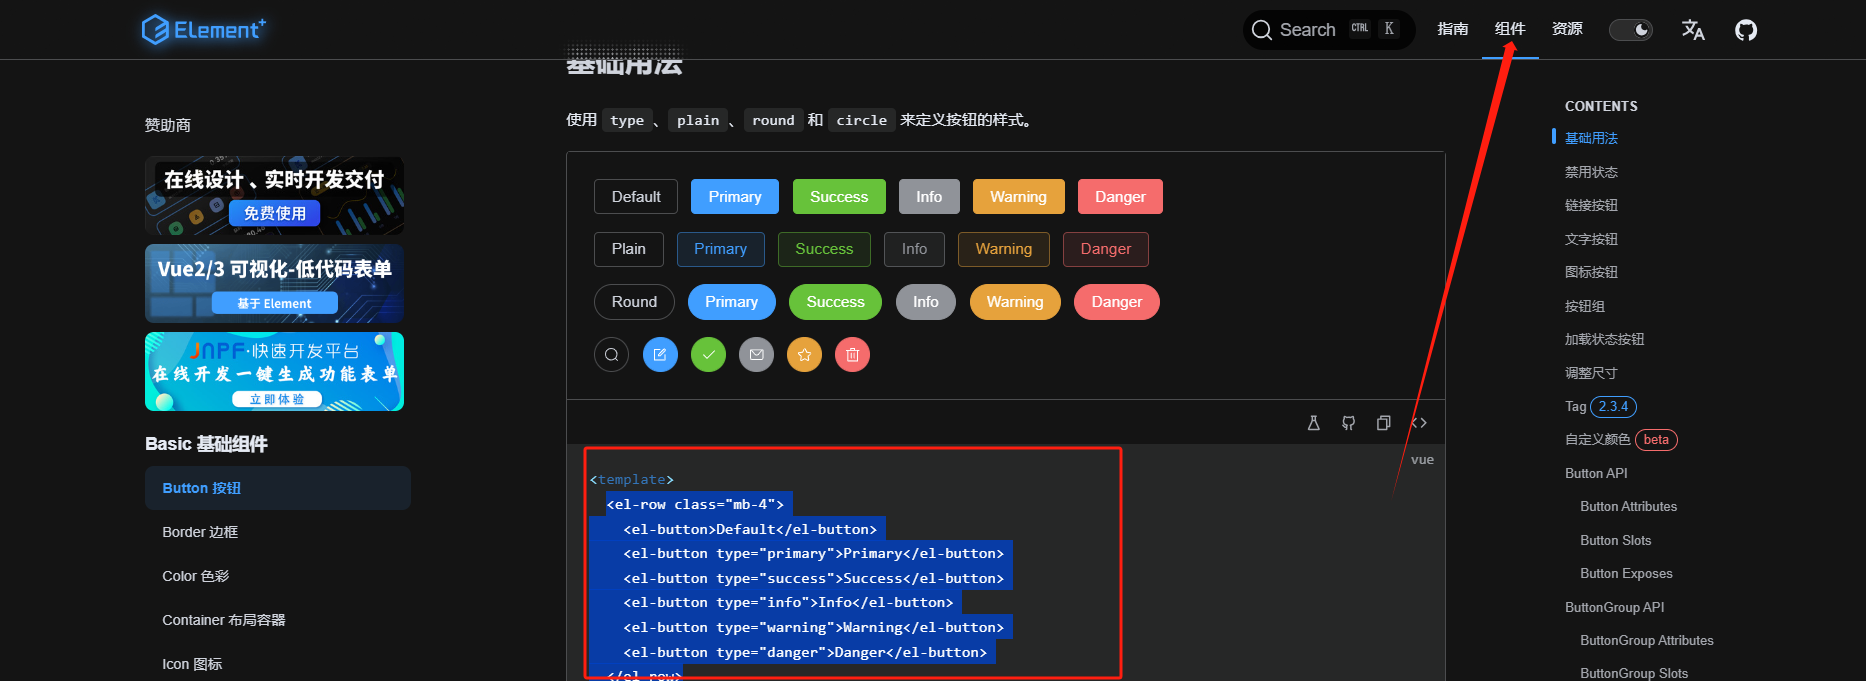 Element+
Search CTRL K
指南
组件
资源
基础用法
使用 type 、 plain 、 round 和 circle 来定义按钮的样式。
赞助商
在线设计、实时开发交付
免费使用
Vue2/3 可视化-低代码表单
基于 Element
JNPF·快速开发平台
在线开发一键生成功能表单
立即体验
Basic 基础组件
Button 按钮
Border 边框
Color 色彩
Container 布局容器
Icon 图标
Default Primary Success Info Warning Danger
Plain Primary Success Info Warning Danger
Round Primary Success Info Warning Danger
vue
<template>
<el-row class="mb-4">
<el-button>Default</el-button>
<el-button type="primary">Primary</el-button>
<el-button type="success">Success</el-button>
<el-button type="info">Info</el-button>
<el-button type="warning">Warning</el-button>
<el-button type="danger">Danger</el-button>
</el-row>
CONTENTS
基础用法
禁用状态
链接按钮
文字按钮
图标按钮
按钮组
加载状态按钮
调整尺寸
Tag 2.3.4
自定义颜色 beta
Button API
Button Attributes
Button Slots
Button Exposes
ButtonGroup API
ButtonGroup Attributes
ButtonGroup Slots